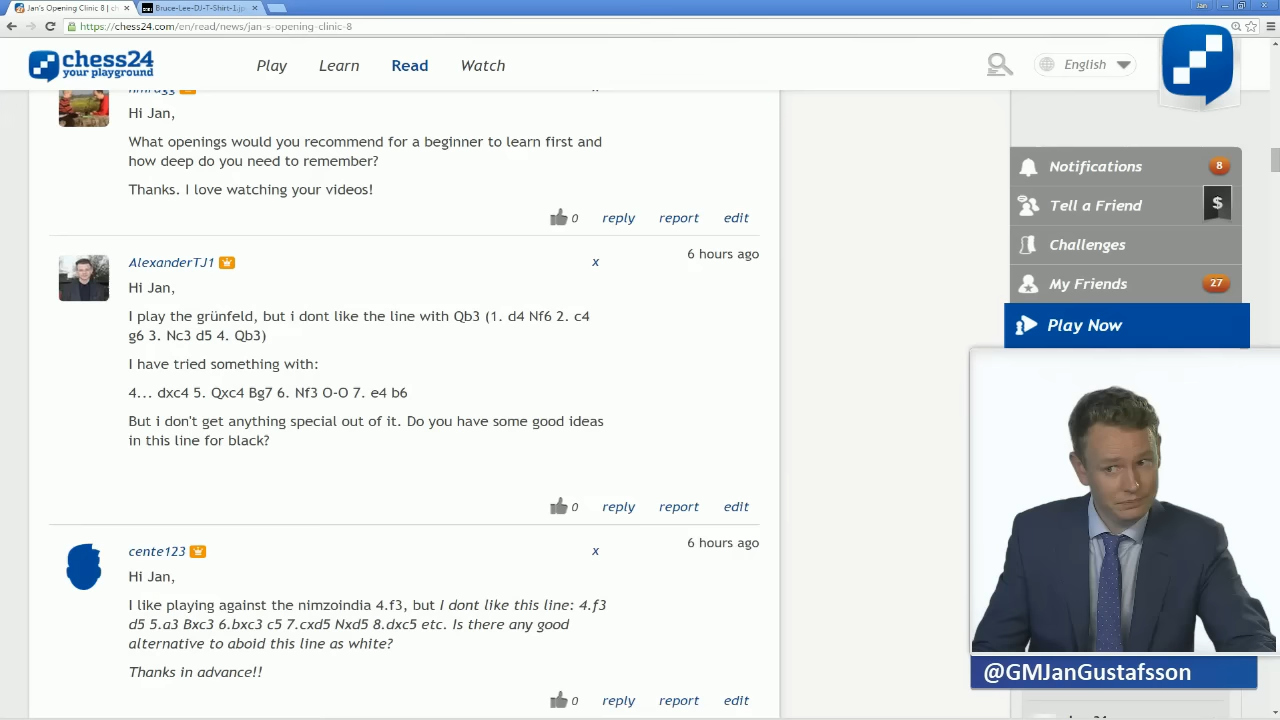 Jan's Opening Clinic 8 | ch
Bruce-Lee-DJ-T-Shirt-1.jp
Jan
https://chess24.com/en/read/news/jan-s-opening-clinic-8
chess24
your playground
Play
Learn
Read
Watch
English
x
Hi Jan,
What openings would you recommend for a beginner to learn first and
how deep do you need to remember?
Thanks. I love watching your videos!
0 reply report edit
AlexanderTJ1
x
6 hours ago
Hi Jan,
I play the grünfeld, but i dont like the line with Qb3 (1. d4 Nf6 2. c4
g6 3. Nc3 d5 4. Qb3)
I have tried something with:
4... dxc4 5. Qxc4 Bg7 6. Nf3 O-O 7. e4 b6
But i don't get anything special out of it. Do you have some good ideas
in this line for black?
0 reply report edit
cente123
x
6 hours ago
Hi Jan,
I like playing against the nimzoindia 4.f3, but I dont like this line: 4.f3
d5 5.a3 Bxc3 6.bxc3 c5 7.cxd5 Nxd5 8.dxc5 etc. Is there any good
alternative to aboid this line as white?
Thanks in advance!!
0 reply report edit
Notifications 8
Tell a Friend $
Challenges
My Friends 27
Play Now
@GMJanGustafsson